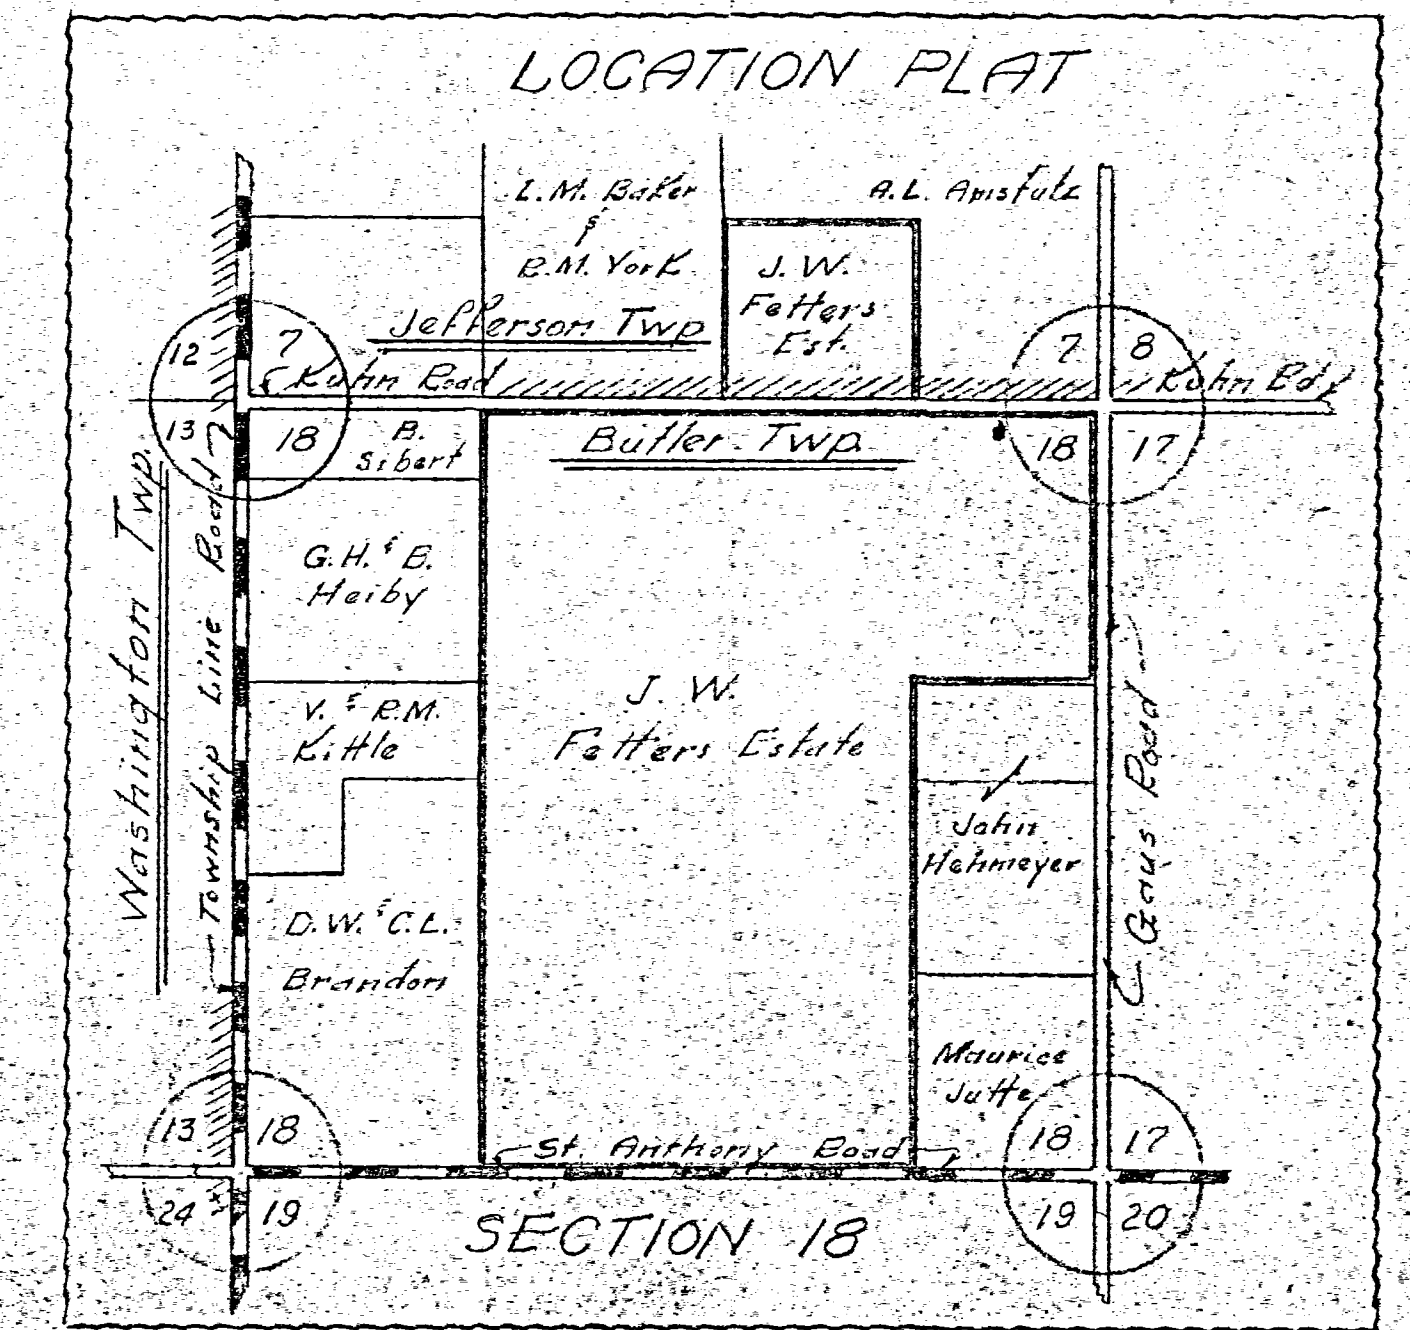 LOCATION PLAT
L.M. Baker
&
R.M. York
A.L. Amstutz
J. W.
Fetters
Est.
Jefferson Twp
12
7
7
8
Kuhn Road
Kuhn Rd
13
18
B.
Sibert
Butler Twp.
18
17
Washington Twp.
Township Line Road
G.H. & B.
Heiby
V. & R.M.
Kittle
J. W.
Fetters Estate
John
Hehmeyer
Gaus Road
D.W. & C.L.
Brandon
Maurice
Jutte
13
18
St. Anthony Road
18
17
24
19
19
20
SECTION 18